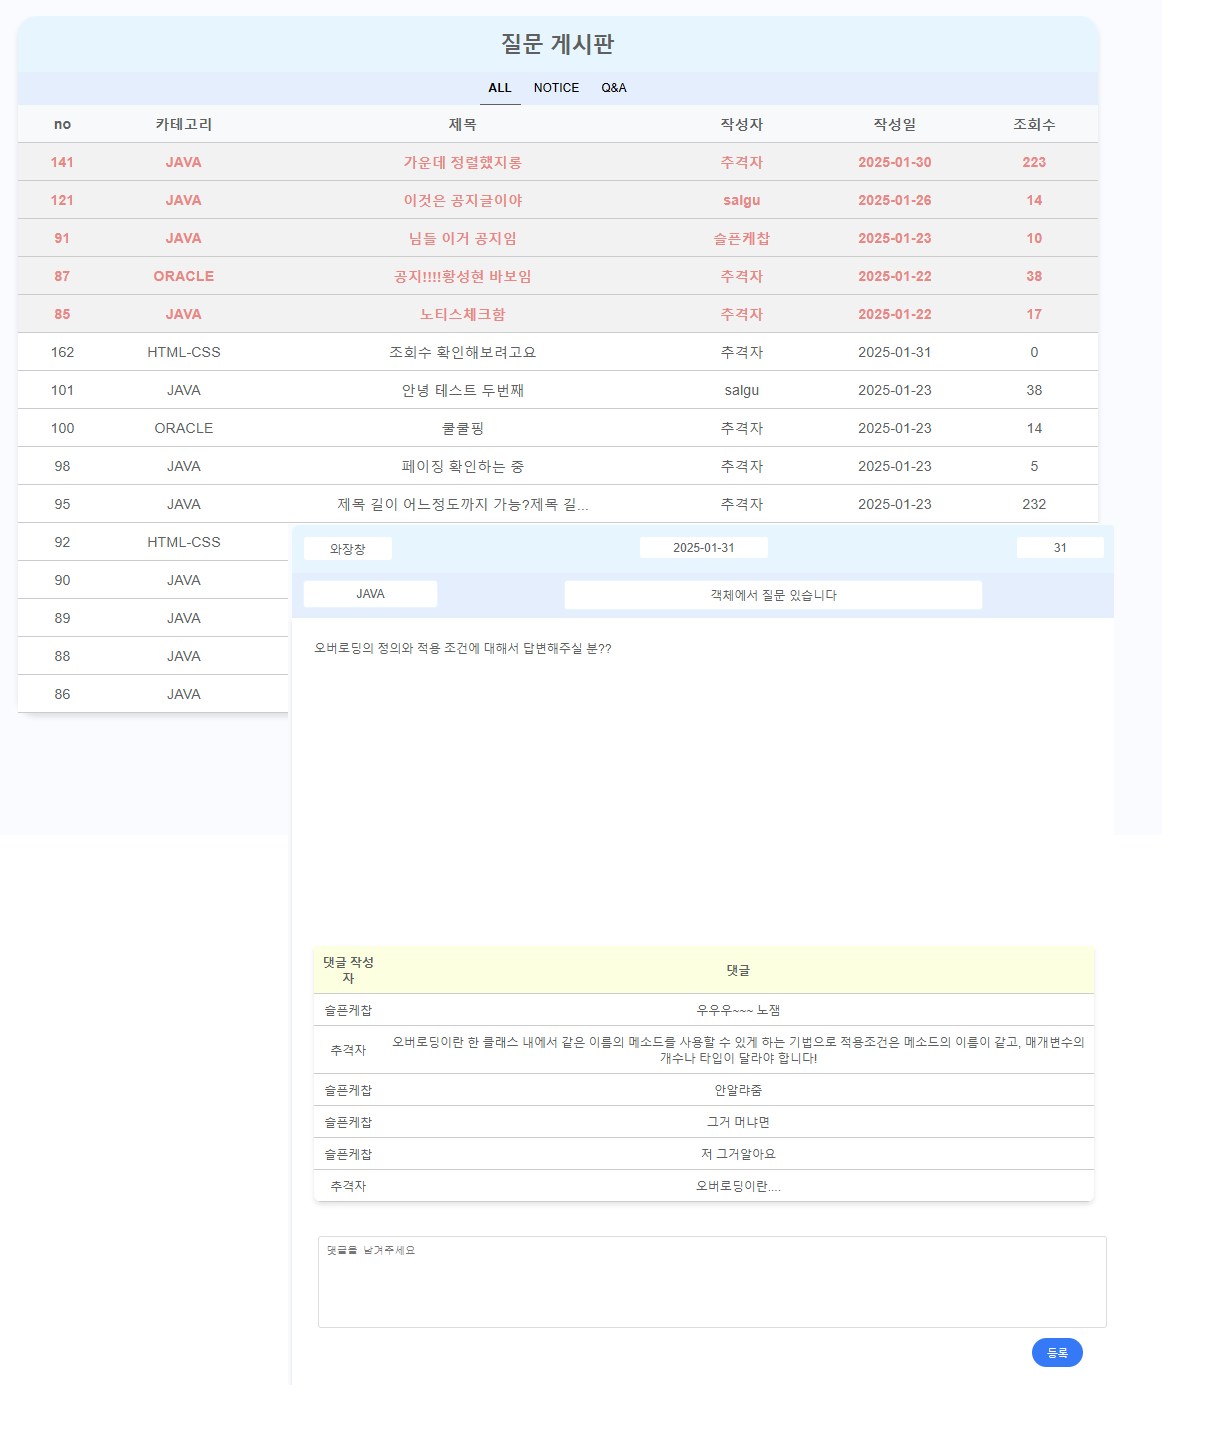 질문 게시판
ALL NOTICE Q&A
no 카테고리 제목 작성자 작성일 조회수
141 JAVA 가운데 정렬했지롱 추격자 2025-01-30 223
121 JAVA 이것은 공지글이야 salgu 2025-01-26 14
91 JAVA 님들 이거 공지임 슬픈케찹 2025-01-23 10
87 ORACLE 공지!!!!황성현 바보임 추격자 2025-01-22 38
85 JAVA 노티스체크함 추격자 2025-01-22 17
162 HTML-CSS 조회수 확인해보려고요 추격자 2025-01-31 0
101 JAVA 안녕 테스트 두번째 salgu 2025-01-23 38
100 ORACLE 쿨쿨핑 추격자 2025-01-23 14
98 JAVA 페이징 확인하는 중 추격자 2025-01-23 5
95 JAVA 제목 길이 어느정도까지 가능?제목 길... 추격자 2025-01-23 232
92 HTML-CSS
90 JAVA
89 JAVA
88 JAVA
86 JAVA
와장창 2025-01-31 31
JAVA 객체에서 질문 있습니다
오버로딩의 정의와 적용 조건에 대해서 답변해주실 분??
댓글 작성
자
댓글
슬픈케찹 우우우~~~ 노잼
추격자 오버로딩이란 한 클래스 내에서 같은 이름의 메소드를 사용할 수 있게 하는 기법으로 적용조건은 메소드의 이름이 같고, 매개변수의
개수나 타입이 달라야 합니다!
슬픈케찹 안알랴줌
슬픈케찹 그거 머냐면
슬픈케찹 저 그거알아요
추격자 오버로딩이란....
댓글을 남겨주세요
등록